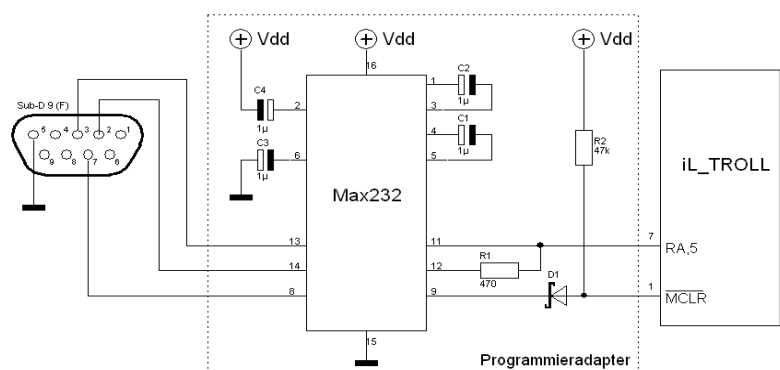 Vdd
Vdd
Vdd
16
C4
1µ
2
C2
1µ
1
3
C1
1µ
4
5
C3
1µ
6
Sub-D 9 (F)
5
4
3
2
1
9
8
7
6
Max232
R2
47k
iL_TROLL
13
11
7
RA,5
14
12
R1
470
8
9
D1
1
MCLR
15
Programmieradapter